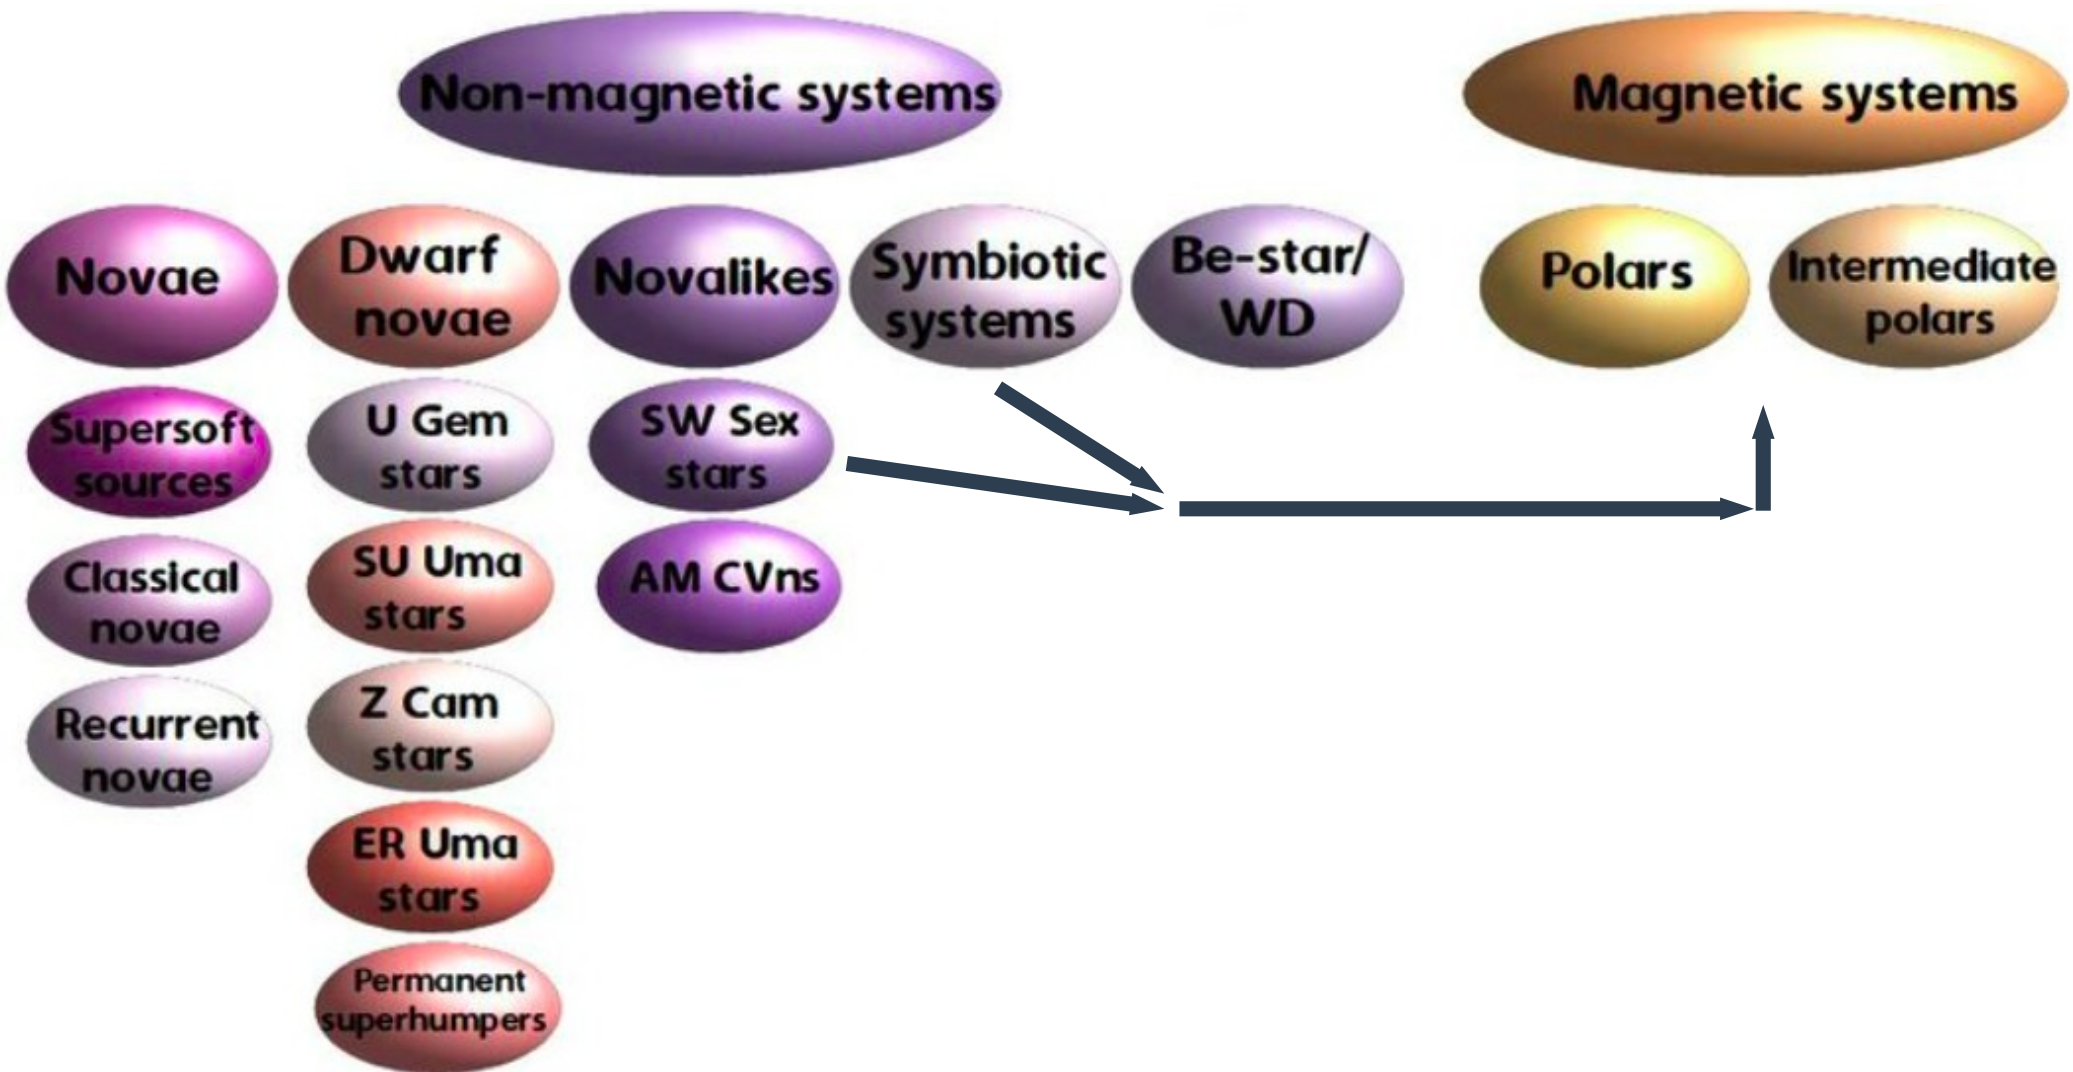 Non-magnetic systems
Magnetic systems
Novae
Dwarf
novae
Novalikes
Symbiotic
systems
Be-star/
WD
Polars
Intermediate
polars
Supersoft
sources
U Gem
stars
SW Sex
stars
Classical
novae
SU Uma
stars
AM CVns
Recurrent
novae
Z Cam
stars
ER Uma
stars
Permanent
superhumpers